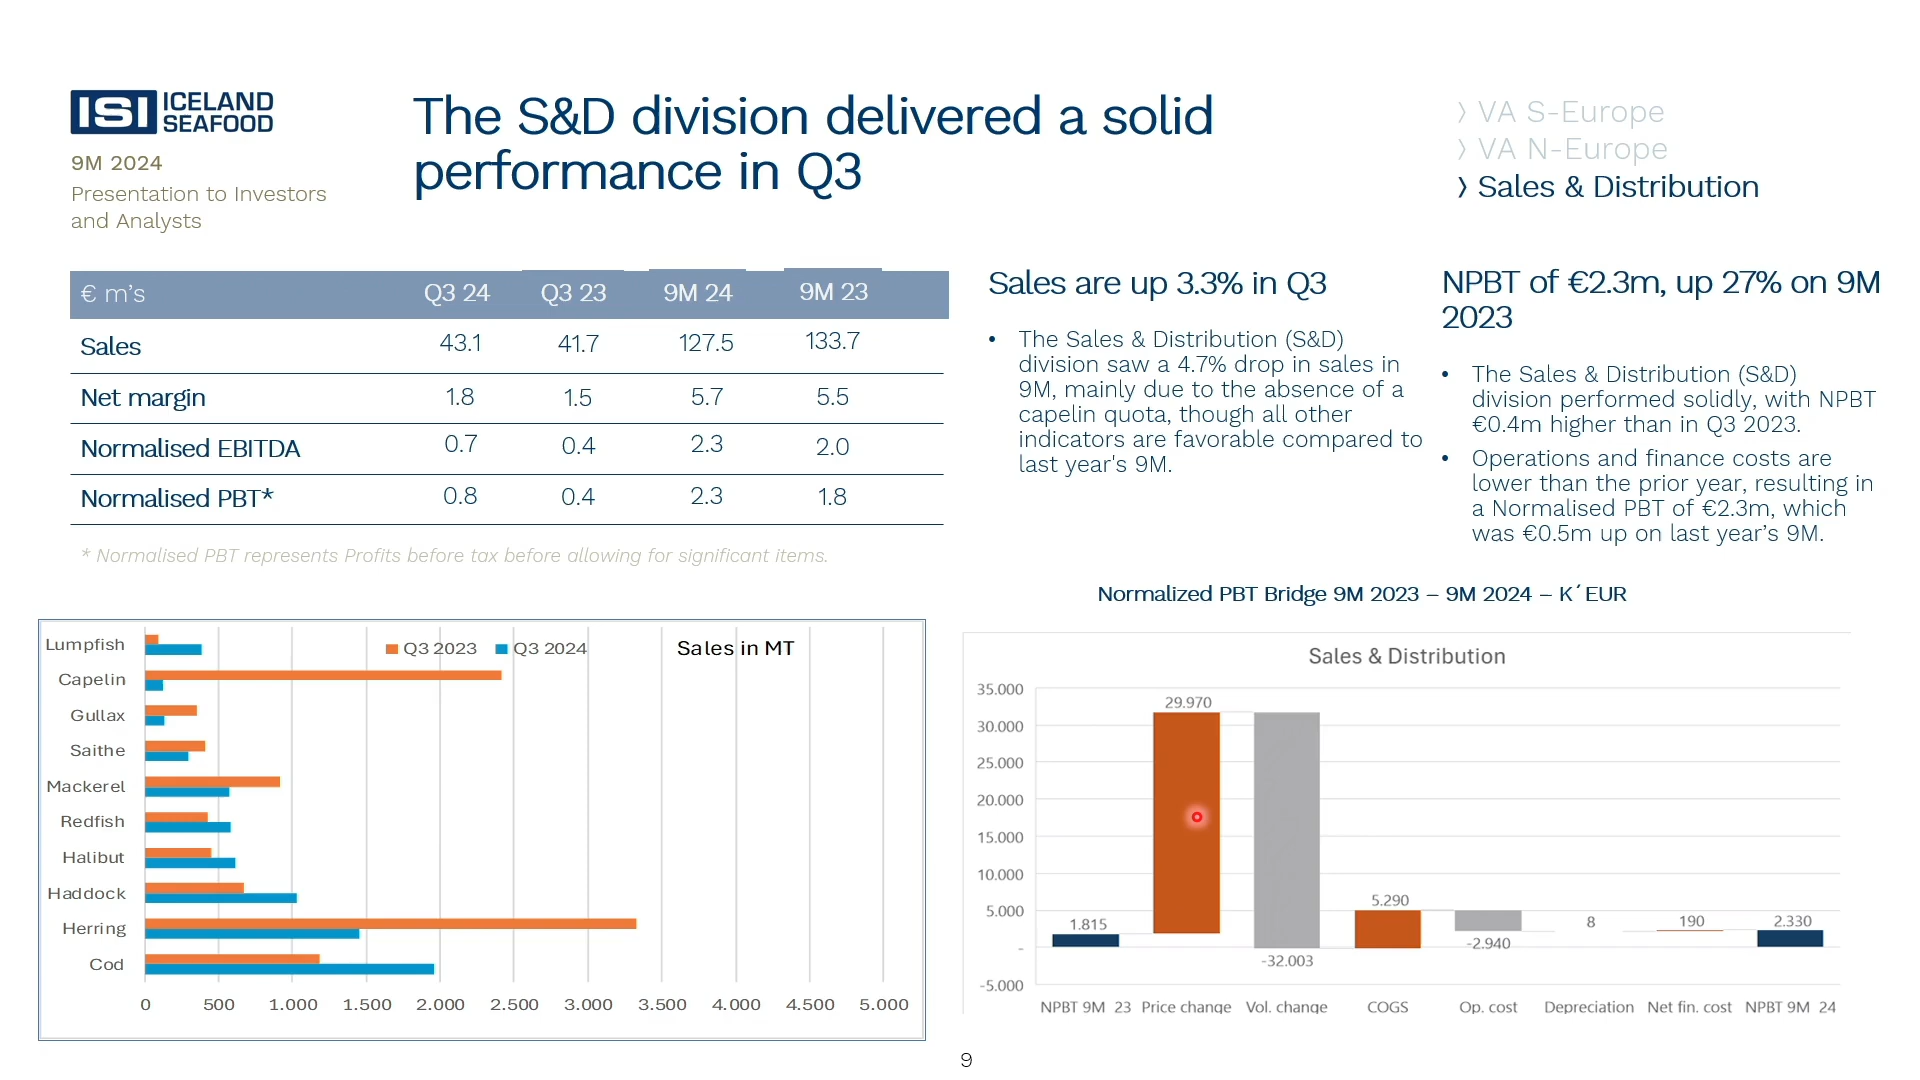 ISI ICELAND
SEAFOOD
9M 2024
Presentation to Investors
and Analysts
The S&D division delivered a solid
performance in Q3
› VA S-Europe
› VA N-Europe
› Sales & Distribution
€ m’s Q3 24 Q3 23 9M 24 9M 23
Sales 43.1 41.7 127.5 133.7
Net margin 1.8 1.5 5.7 5.5
Normalised EBITDA 0.7 0.4 2.3 2.0
Normalised PBT* 0.8 0.4 2.3 1.8
* Normalised PBT represents Profits before tax before allowing for significant items.
Sales are up 3.3% in Q3
• The Sales & Distribution (S&D)
division saw a 4.7% drop in sales in
9M, mainly due to the absence of a
capelin quota, though all other
indicators are favorable compared to
last year's 9M.
NPBT of €2.3m, up 27% on 9M
2023
• The Sales & Distribution (S&D)
division performed solidly, with NPBT
€0.4m higher than in Q3 2023.
• Operations and finance costs are
lower than the prior year, resulting in
a Normalised PBT of €2.3m, which
was €0.5m up on last year’s 9M.
Sales in MT
Q3 2023 Q3 2024
Lumpfish
Capelin
Gullax
Saithe
Mackerel
Redfish
Halibut
Haddock
Herring
Cod
0 500 1.000 1.500 2.000 2.500 3.000 3.500 4.000 4.500 5.000
Normalized PBT Bridge 9M 2023 – 9M 2024 – K´EUR
Sales & Distribution
35.000
30.000
25.000
20.000
15.000
10.000
5.000
-
-5.000
1.815
29.970
-32.003
5.290
-2.940
8
190
2.330
NPBT 9M 23 Price change Vol. change COGS Op. cost Depreciation Net fin. cost NPBT 9M 24
9